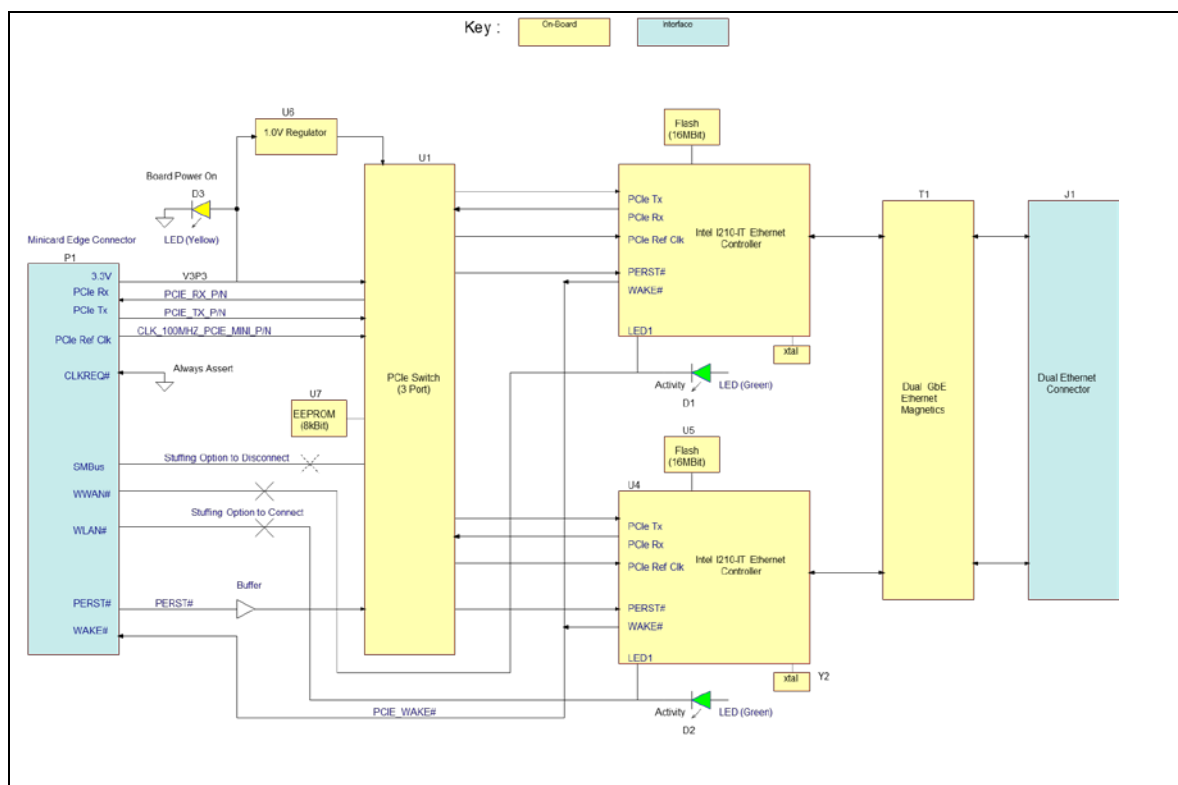 Key :
On-Board
Interface
U6
1.0V Regulator
Flash
(16MBit)
U1
Board Power On
D3
LED (Yellow)
Minicard Edge Connector
P1
3.3V
V3P3
PCIe Rx
PCIE_RX_P/N
PCIe Tx
PCIE_TX_P/N
PCIe Ref Clk
CLK_100MHZ_PCIE_MINI_P/N
CLKREQ#
Always Assert
U7
EEPROM
(8kBit)
PCIe Switch
(3 Port)
SMBus
Stuffing Option to Disconnect
WWAN#
Stuffing Option to Connect
WLAN#
Buffer
PERST#
PERST#
WAKE#
PCIE_WAKE#
PCIe Tx
PCIe Rx
PCIe Ref Clk
Intel I210-IT Ethernet
Controller
PERST#
WAKE#
LED1
xtal
Activity
LED (Green)
D1
U5
Flash
(16MBit)
U4
PCIe Tx
PCIe Rx
PCIe Ref Clk
Intel I210-IT Ethernet
Controller
PERST#
WAKE#
LED1
xtal
Y2
Activity
LED (Green)
D2
T1
Dual GbE
Ethernet
Magnetics
J1
Dual Ethernet
Connector